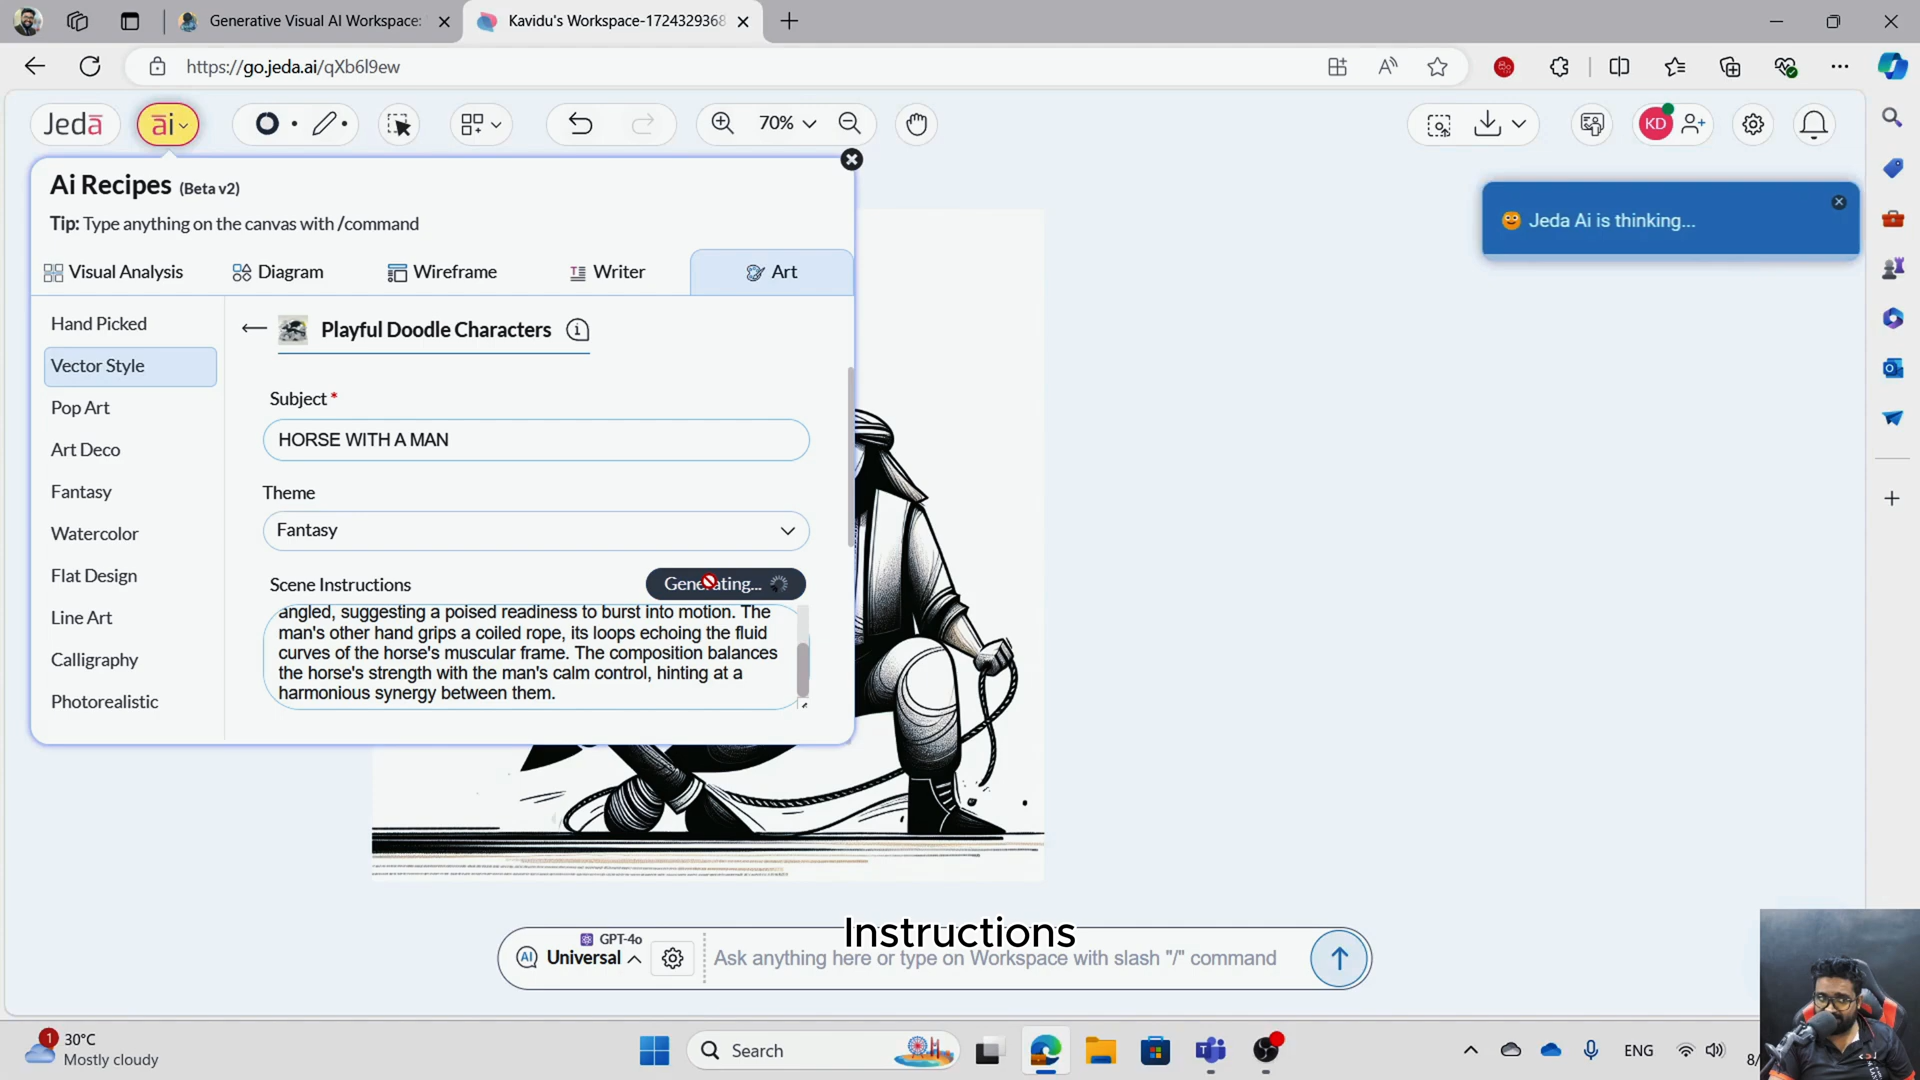 Generative Visual AI Workspace:
Kavidu's Workspace-1724329368
https://go.jeda.ai/qXb6l9ew
Jedā
āi
70%
KD
Ai Recipes (Beta v2)
Tip: Type anything on the canvas with /command
Jeda Ai is thinking...
Visual Analysis
Diagram
Wireframe
Writer
Art
Hand Picked
Vector Style
Pop Art
Art Deco
Fantasy
Watercolor
Flat Design
Line Art
Calligraphy
Photorealistic
Playful Doodle Characters
Subject *
HORSE WITH A MAN
Theme
Fantasy
Scene Instructions
Generating...
angled, suggesting a poised readiness to burst into motion. The
man's other hand grips a coiled rope, its loops echoing the fluid
curves of the horse's muscular frame. The composition balances
the horse's strength with the man's calm control, hinting at a
harmonious synergy between them.
Instructions
GPT-4o
AI Universal
Ask anything here or type on Workspace with slash "/" command
1
30°C
Mostly cloudy
Search
ENG
8/